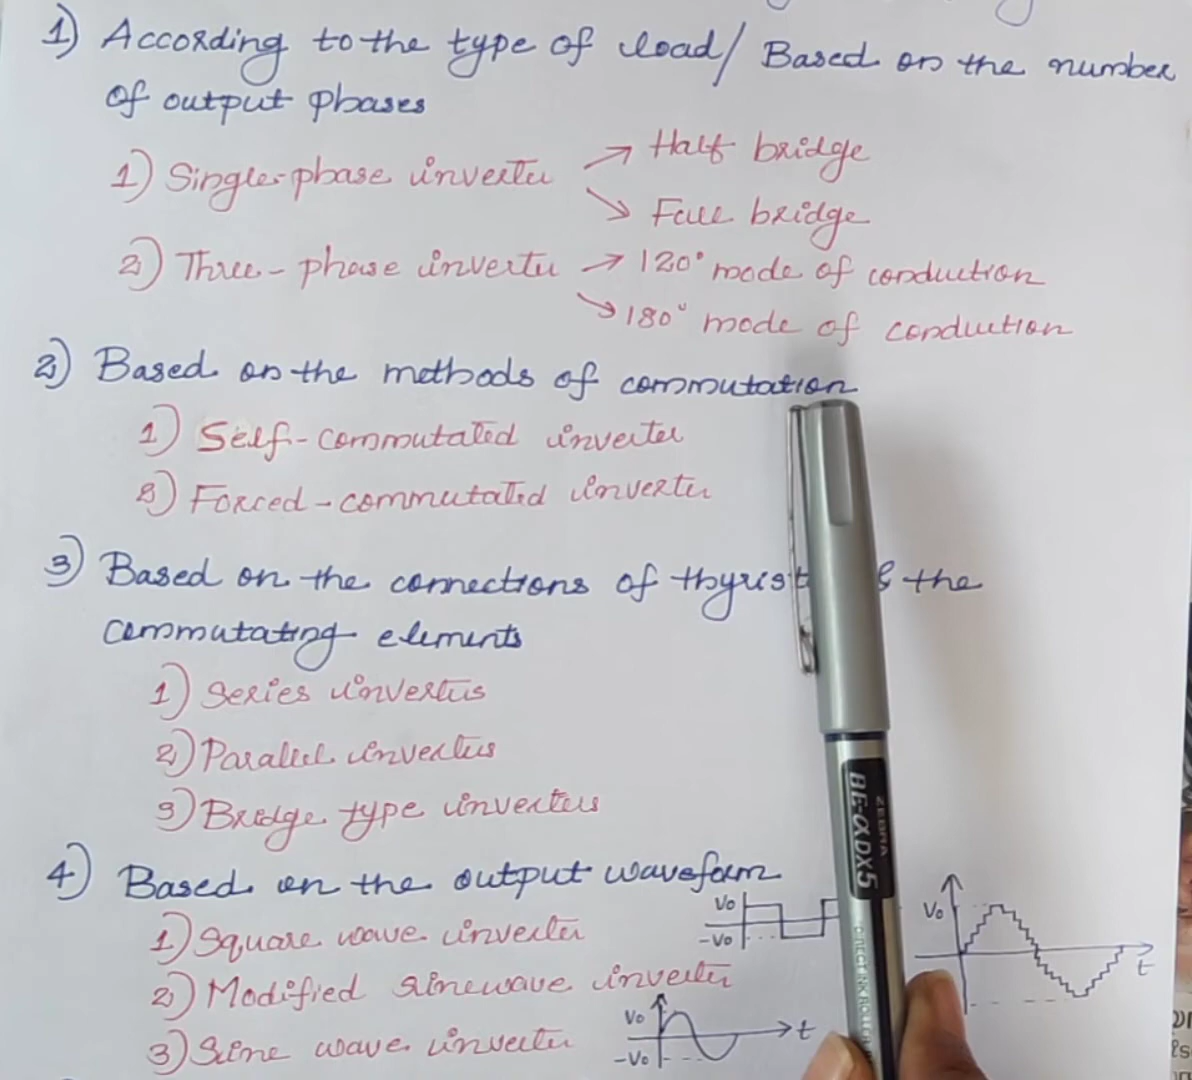 1) According to the type of load/ Based on the number
of output phases
1) Single-phase inverter → Half bridge
↘ Full bridge
2) Three-phase inverter → 120° mode of conduction
↘ 180° mode of conduction
2) Based on the methods of commutation
1) Self-commutated inverter
2) Forced-commutated inverter
3) Based on the connections of thyrist & the
commutating elements
1) Series inverters
2) Parallel inverters
3) Bridge type inverters
4) Based on the output waveform
1) Square wave inverter
Vo
-Vo
Vo
t
2) Modified sinewave inverter
3) Sine wave inverter
Vo
-Vo
t
ZEBRA
BE-α DX5